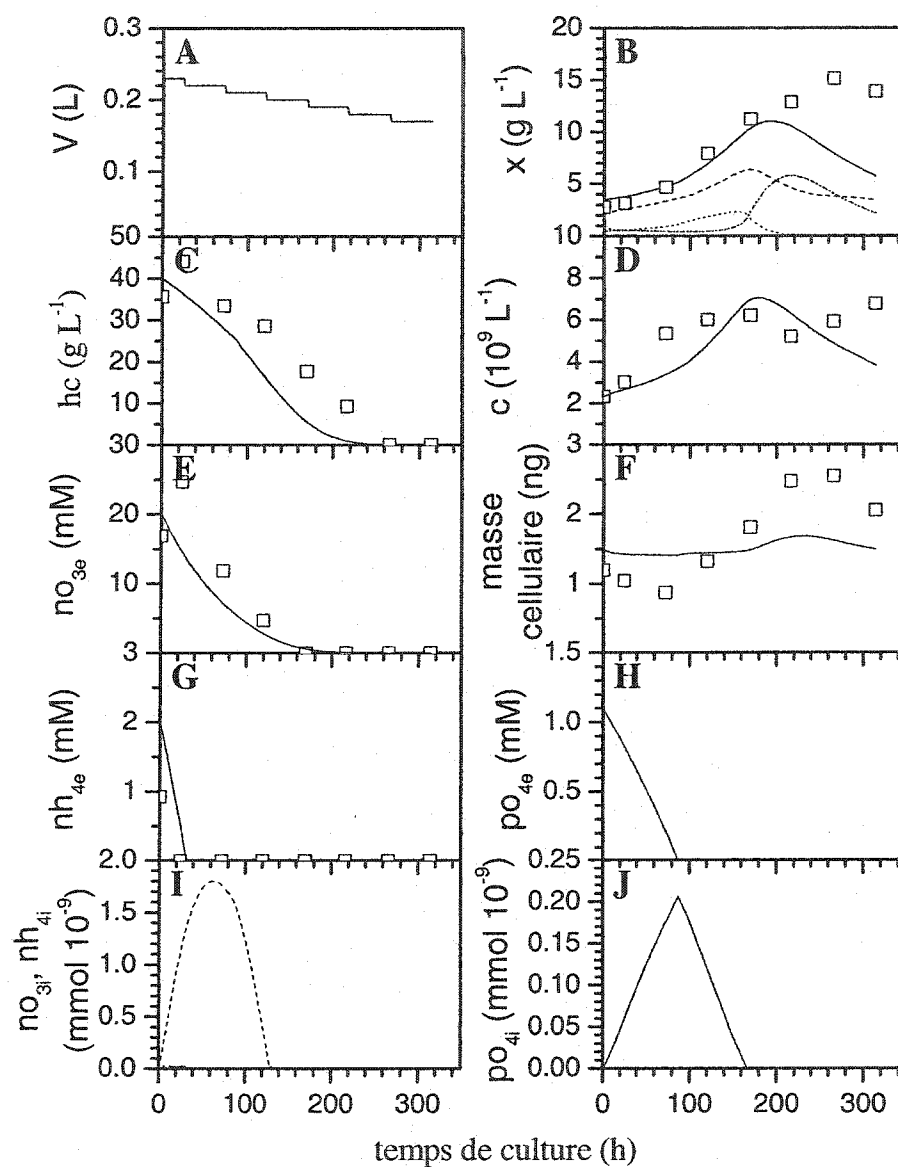 0.3
A
0.2
V (L)
0.1
50
20
B
15
x (g L-1)
10
5
10
C
40
30
hc (g L-1)
20
10
30
D
8
6
c (10^9 L-1)
4
2
3
E
20
no3e (mM)
10
3
F
2
masse
cellulaire (ng)
1
1.5
G
2
nh4e (mM)
1
2.0
H
1.0
po4e (mM)
0.5
0.25
I
1.5
no3i, nh4i
(mmol 10^-9)
1.0
0.5
0.0
0 100 200 300
J
0.20
0.15
po4i (mmol 10^-9)
0.10
0.05
0.00
0 100 200 300
temps de culture (h)